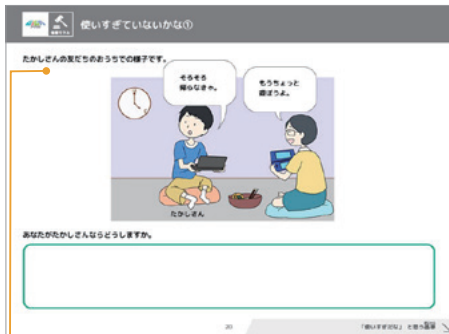 使いすぎていないかな①
たかしさんの友だちのおうちでの様子です。
そろそろ
帰らなきゃ。
もうちょっと
遊ぼうよ。
たかしさん
あなたがたかしさんならどうしますか。
20
「使いすぎだな」と思う基準